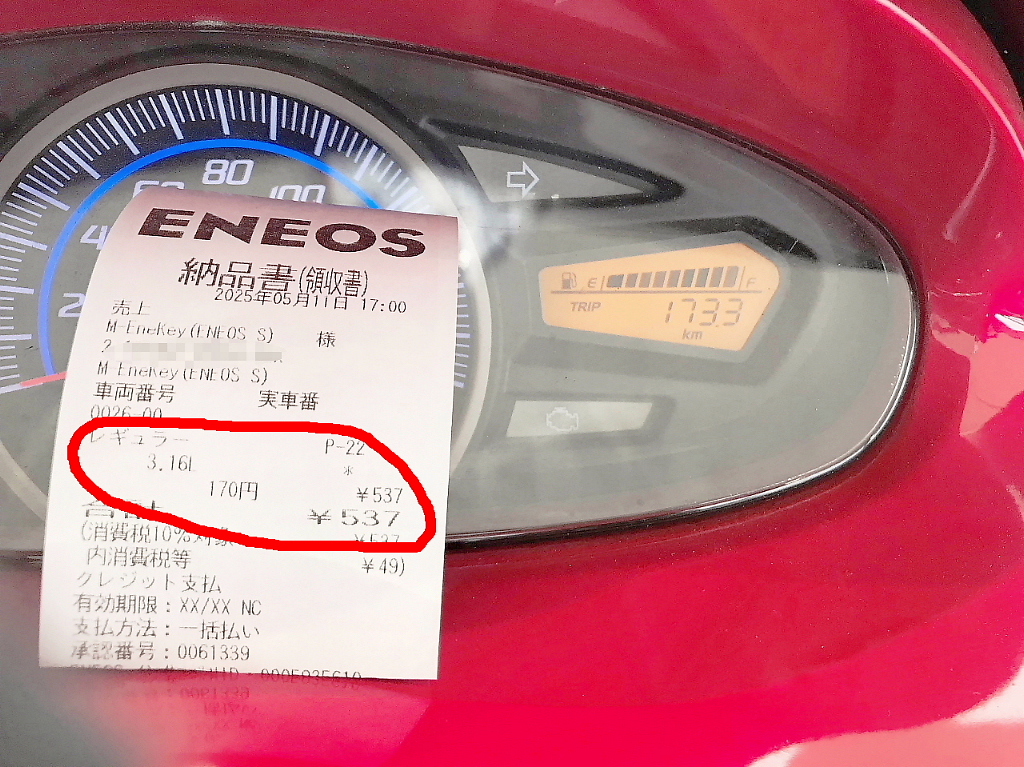 80
100
ENEOS
納品書(領収書)
2025年05月11日 17:00
売上
M-EneKey(ENEOS S) 様
M EneKey(ENEOS S)
車両番号 実車番
0026-00
レギュラー P-22
3.16L *
170円 ¥537
¥537
(消費税10%対象 ¥537
内消費税等 ¥49)
クレジット支払
有効期限:XX/XX NC
支払方法:一括払い
承認番号:0061339
E F
TRIP 173.3
km